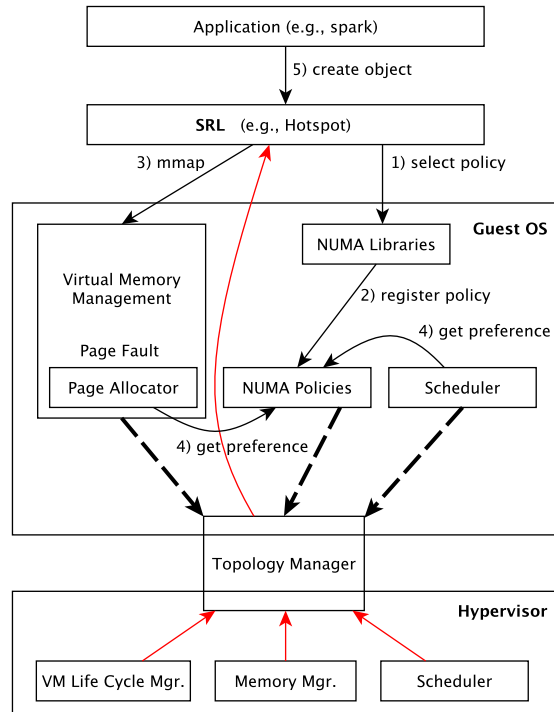 Application (e.g., spark)
5) create object
SRL (e.g., Hotspot)
3) mmap
1) select policy
Guest OS
NUMA Libraries
Virtual Memory
Management
2) register policy
4) get preference
Page Fault
Page Allocator
NUMA Policies
Scheduler
4) get preference
Topology Manager
Hypervisor
VM Life Cycle Mgr.
Memory Mgr.
Scheduler